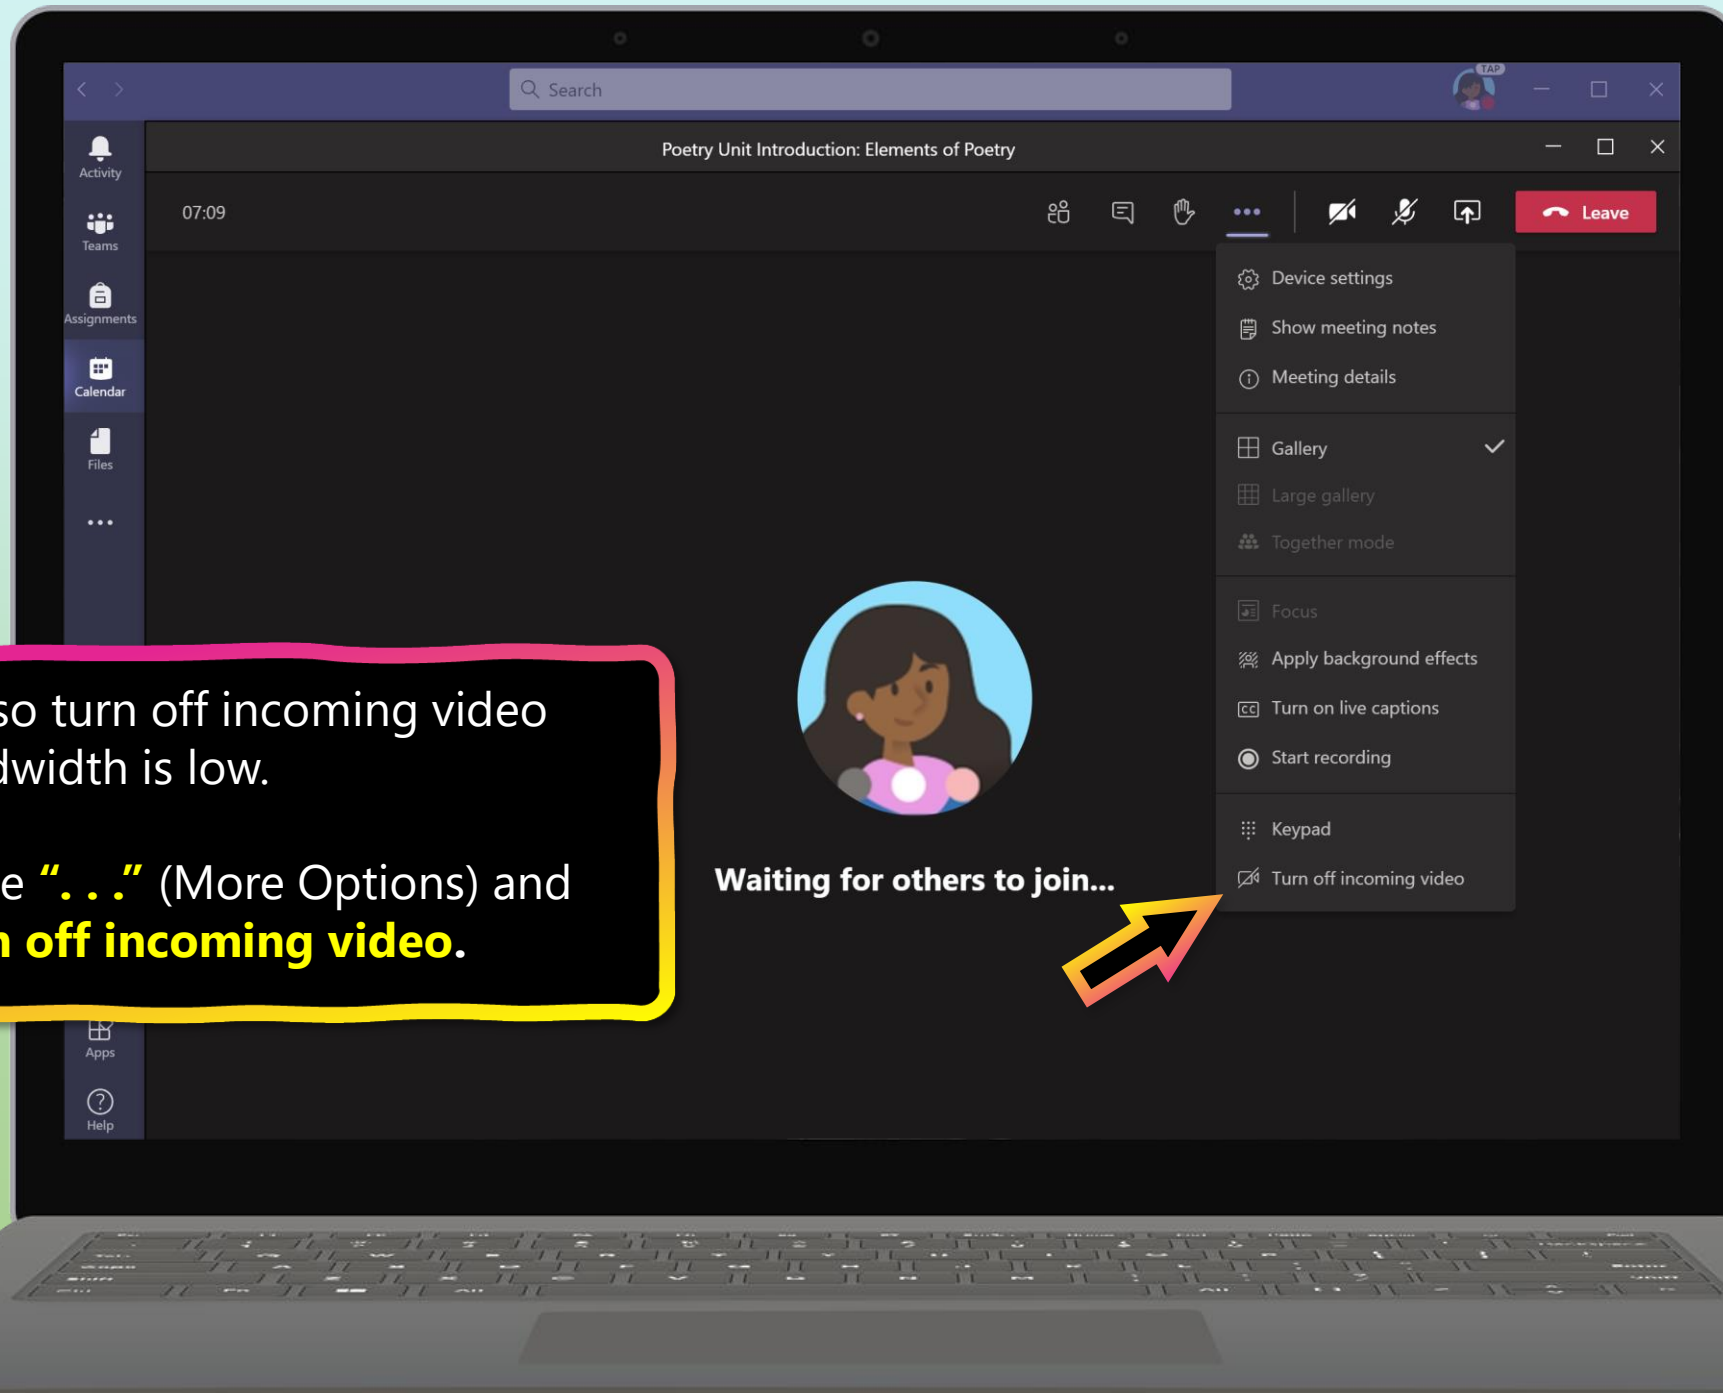 Search
TAP
Poetry Unit Introduction: Elements of Poetry
07:09
Leave
Activity
Teams
Assignments
Calendar
Files
Device settings
Show meeting notes
Meeting details
Gallery
Large gallery
Together mode
Focus
Apply background effects
CC Turn on live captions
Start recording
Keypad
Turn off incoming video
so turn off incoming video
dwidth is low.
e “. . .” (More Options) and
n off incoming video.
Waiting for others to join...
Apps
Help